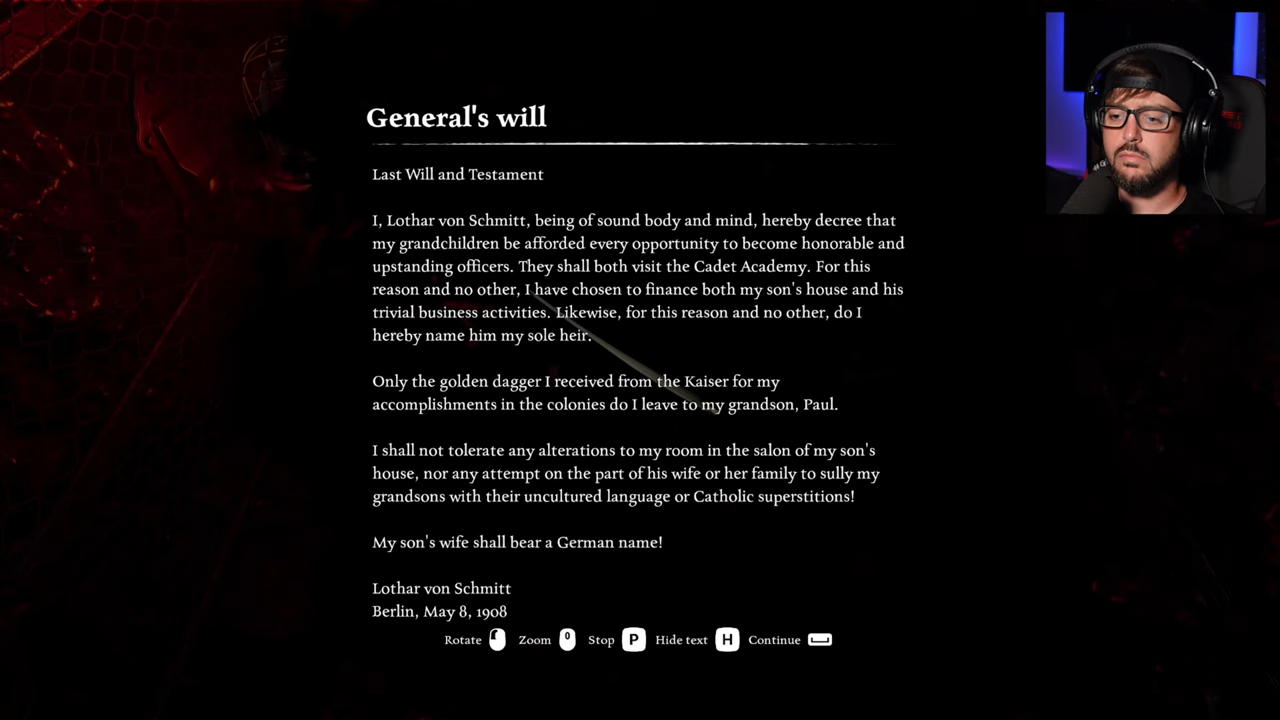 General's will
Last Will and Testament
I, Lothar von Schmitt, being of sound body and mind, hereby decree that
my grandchildren be afforded every opportunity to become honorable and
upstanding officers. They shall both visit the Cadet Academy. For this
reason and no other, I have chosen to finance both my son's house and his
trivial business activities. Likewise, for this reason and no other, do I
hereby name him my sole heir.
Only the golden dagger I received from the Kaiser for my
accomplishments in the colonies do I leave to my grandson, Paul.
I shall not tolerate any alterations to my room in the salon of my son's
house, nor any attempt on the part of his wife or her family to sully my
grandsons with their uncultured language or Catholic superstitions!
My son's wife shall bear a German name!
Lothar von Schmitt
Berlin, May 8, 1908
Rotate Zoom 0 Stop P Hide text H Continue